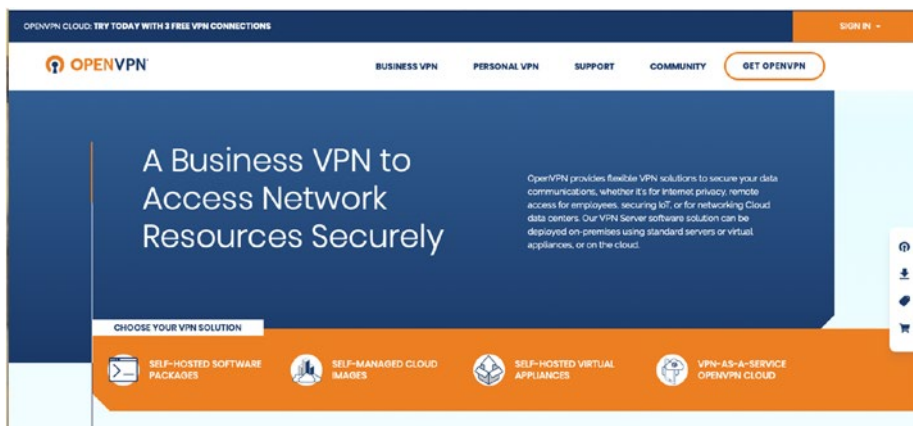 OPENVPN CLOUD: TRY TODAY WITH 3 FREE VPN CONNECTIONS
SIGN IN
OPENVPN
BUSINESS VPN
PERSONAL VPN
SUPPORT
COMMUNITY
GET OPENVPN
A Business VPN to
Access Network
Resources Securely
OpenVPN provides flexible VPN solutions to secure your data
communications, whether it's for Internet privacy, remote
access for employees, securing IoT, or for networking Cloud
data centers. Our VPN Server software solution can be
deployed on-premises using standard servers or virtual
appliances, or on the cloud.
CHOOSE YOUR VPN SOLUTION
SELF-HOSTED SOFTWARE
PACKAGES
SELF-MANAGED CLOUD
IMAGES
SELF-HOSTED VIRTUAL
APPLIANCES
VPN-AS-A-SERVICE
OPENVPN CLOUD